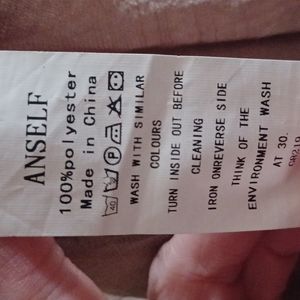 ANSELF
100%polyester
Made in China
40 P
WASH WITH SIMILAR
COLOURS
TURN INSIDE OUT BEFORE
CLEANING
IRON ONREVERSE SIDE
THINK OF THE
ENVIRONMENT WASH
AT 30.